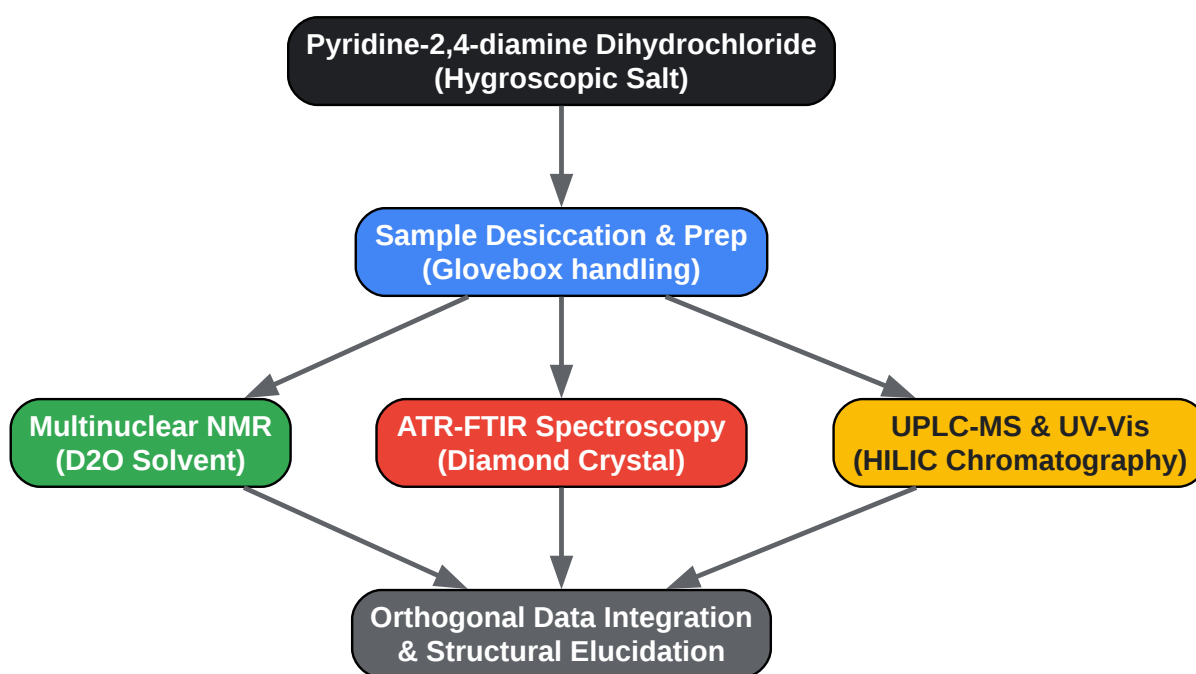 Pyridine-2,4-diamine Dihydrochloride
(Hygroscopic Salt)
Sample Desiccation & Prep
(Glovebox handling)
Multinuclear NMR
(D2O Solvent)
ATR-FTIR Spectroscopy
(Diamond Crystal)
UPLC-MS & UV-Vis
(HILIC Chromatography)
Orthogonal Data Integration
& Structural Elucidation